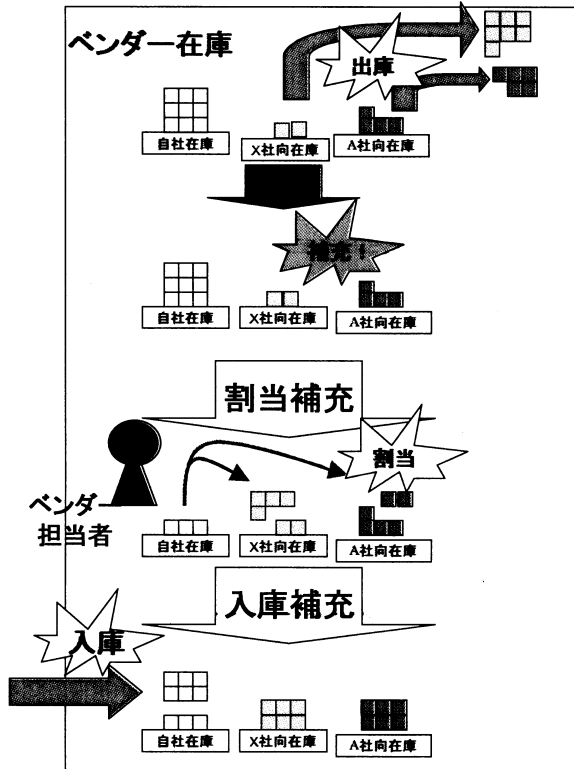 ベンダー在庫
出庫
自社在庫
X社向在庫
A社向在庫
補充!
自社在庫
X社向在庫
A社向在庫
割当補充
割当
ベンダー
担当者
自社在庫
X社向在庫
A社向在庫
入庫補充
入庫
自社在庫
X社向在庫
A社向在庫